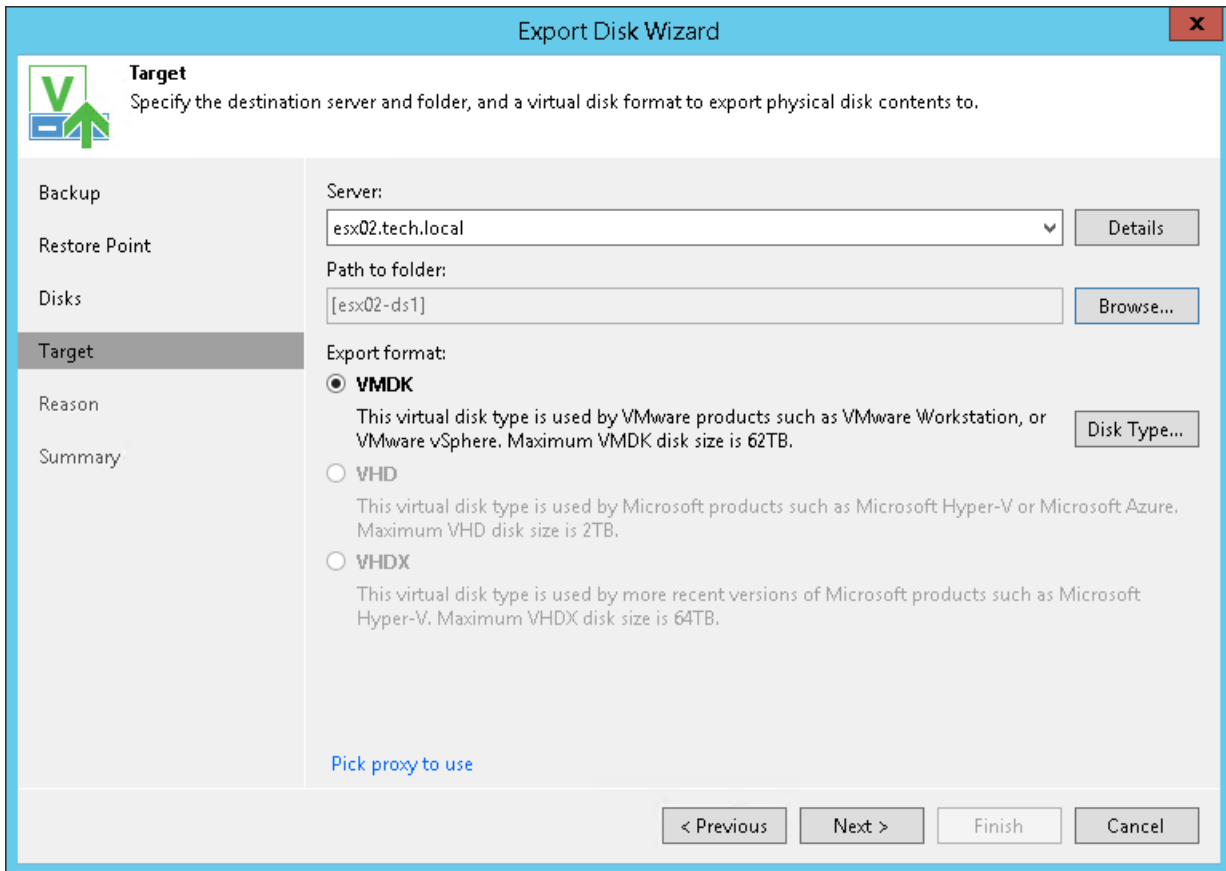 Export Disk Wizard
x
V
Target
Specify the destination server and folder, and a virtual disk format to export physical disk contents to.
Backup
Restore Point
Disks
Target
Reason
Summary
Server:
esx02.tech.local
Details
Path to folder:
[esx02-ds1]
Browse...
Export format:
VMDK
This virtual disk type is used by VMware products such as VMware Workstation, or
VMware vSphere. Maximum VMDK disk size is 62TB.
Disk Type...
VHD
This virtual disk type is used by Microsoft products such as Microsoft Hyper-V or Microsoft Azure.
Maximum VHD disk size is 2TB.
VHDX
This virtual disk type is used by more recent versions of Microsoft products such as Microsoft
Hyper-V. Maximum VHDX disk size is 64TB.
Pick proxy to use
< Previous
Next >
Finish
Cancel